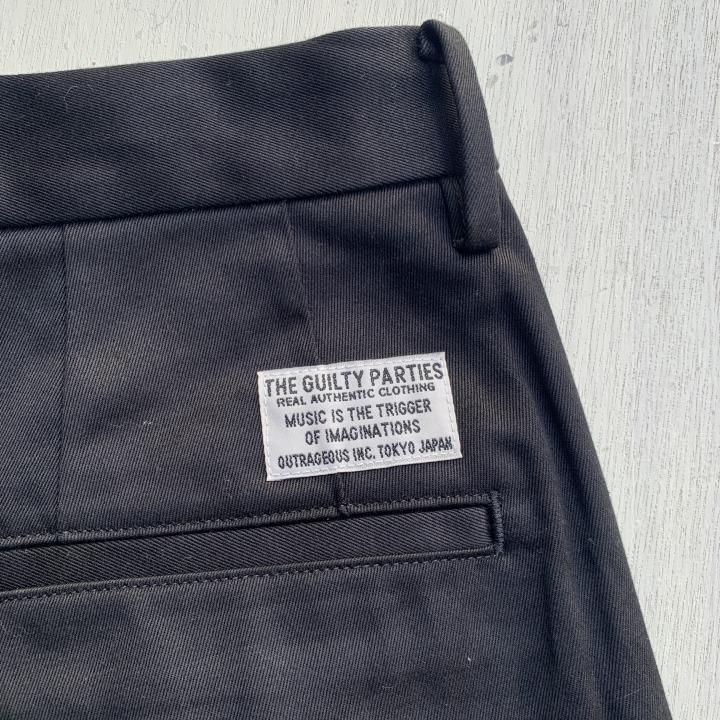 THE GUILTY PARTIES
REAL AUTHENTIC CLOTHING
MUSIC IS THE TRIGGER
OF IMAGINATIONS
OUTRAGEOUS INC. TOKYO JAPAN